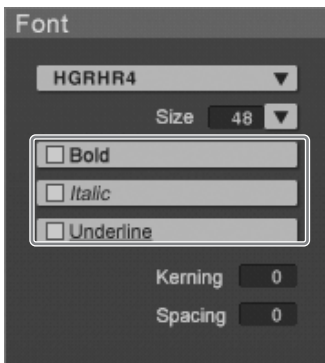 Font
HGRHR4
Size 48
Bold
Italic
Underline
Kerning 0
Spacing 0